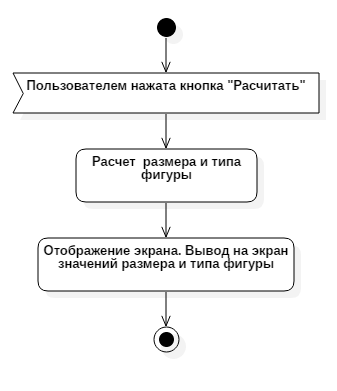 Пользователем нажата кнопка "Расчитать"
Расчет размера и типа
фигуры
Отображение экрана. Вывод на экран
значений размера и типа фигуры